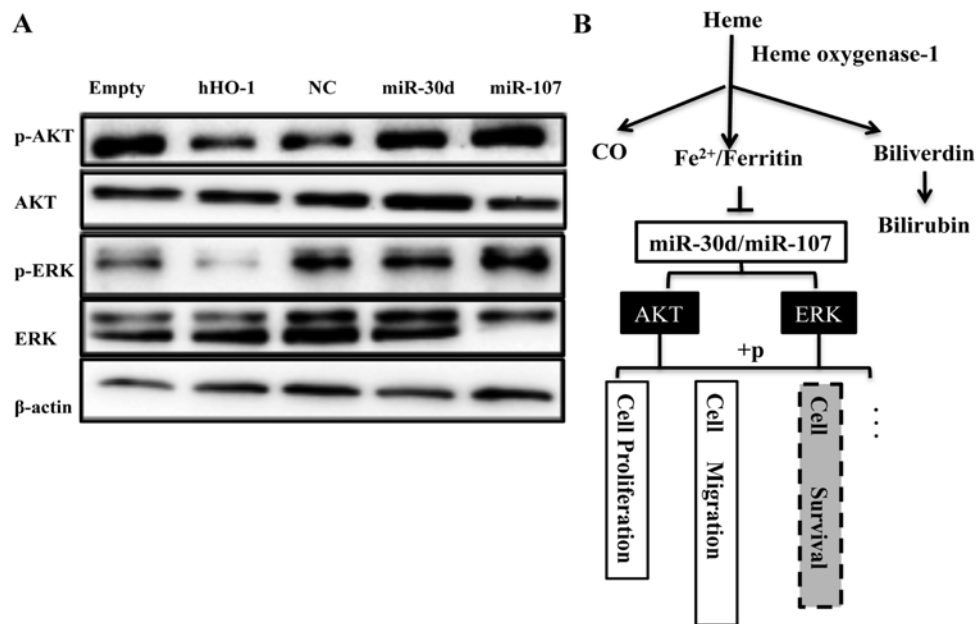 A
Empty hHO-1 NC miR-30d miR-107
p-AKT
AKT
p-ERK
ERK
β-actin
B
Heme
Heme oxygenase-1
CO
Fe²⁺/Ferritin
Biliverdin
Bilirubin
miR-30d/miR-107
AKT
ERK
+p
Cell Proliferation
Cell Migration
Cell Survival
...